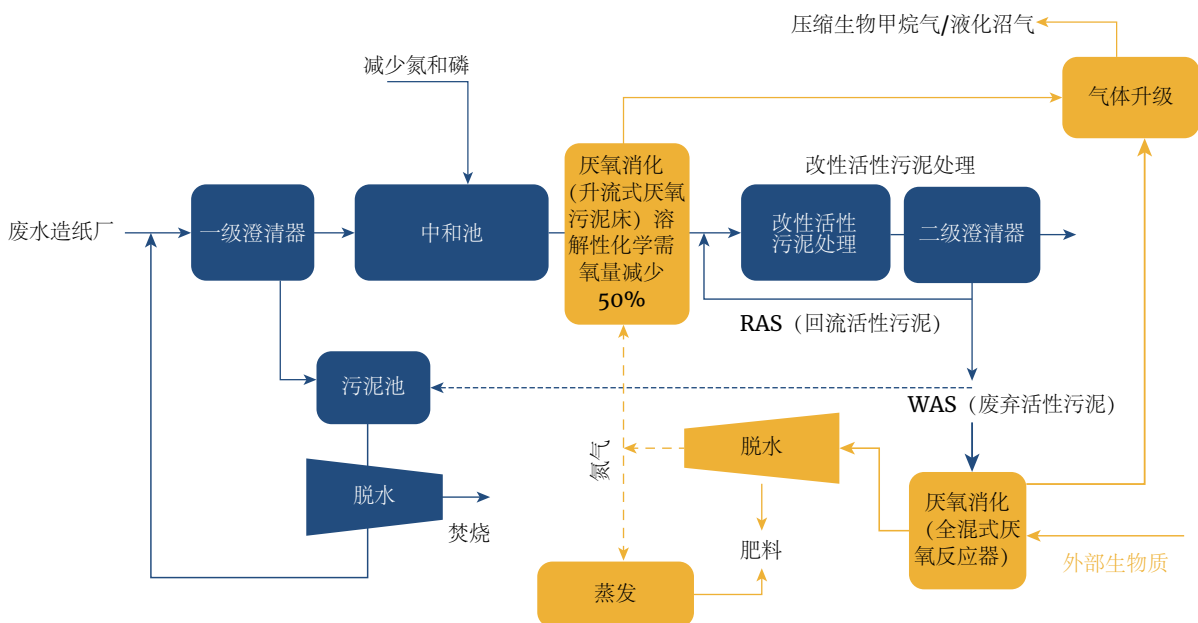 压缩生物甲烷气/液化沼气
减少氮和磷
气体升级
厌氧消化
(升流式厌氧
污泥床）溶
解性化学需
氧量减少
50%
改性活性污泥处理
废水造纸厂
一级澄清器
中和池
改性活性
污泥处理
二级澄清器
RAS（回流活性污泥）
污泥池
WAS（废弃活性污泥）
脱水
氮气
脱水
焚烧
厌氧消化
（全混式厌
氧反应器）
肥料
外部生物质
蒸发